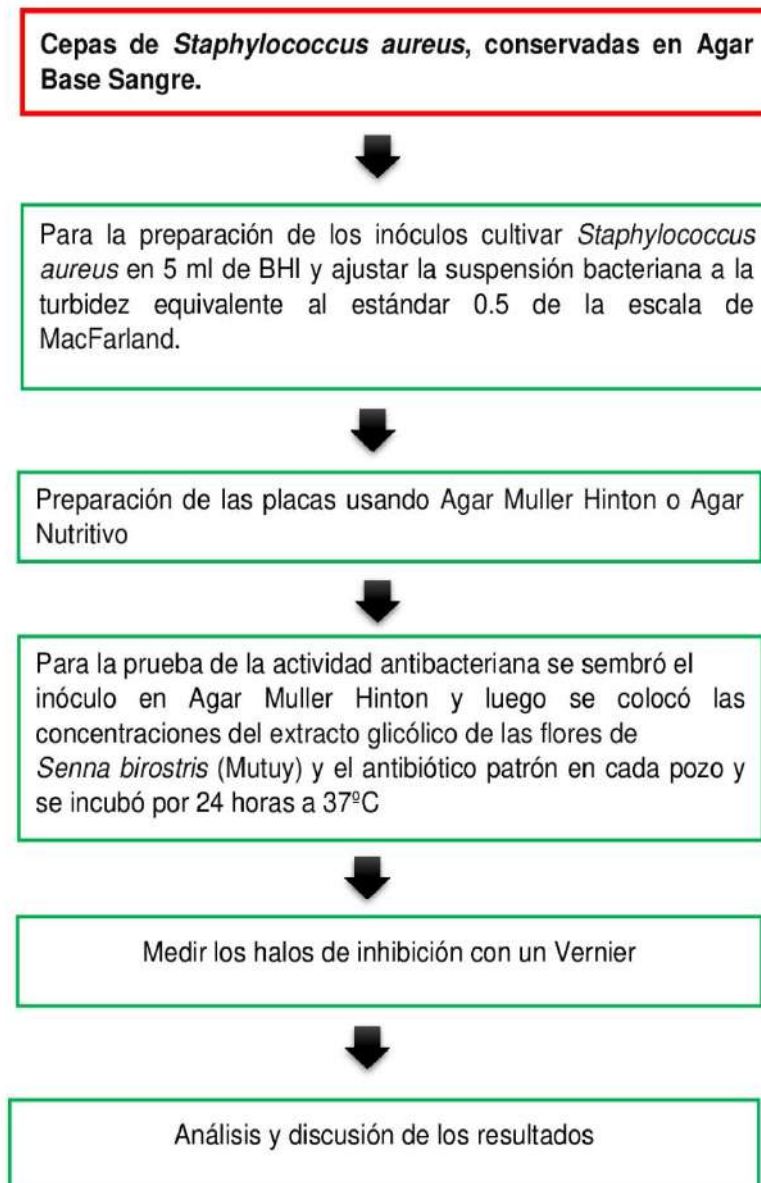 Cepas de Staphylococcus aureus, conservadas en Agar
Base Sangre.
Para la preparación de los inóculos cultivar Staphylococcus
aureus en 5 ml de BHI y ajustar la suspensión bacteriana a la
turbidez equivalente al estándar 0.5 de la escala de
MacFarland.
Preparación de las placas usando Agar Muller Hinton o Agar
Nutritivo
Para la prueba de la actividad antibacteriana se sembró el
inóculo en Agar Muller Hinton y luego se colocó las
concentraciones del extracto glicólico de las flores de
Senna birostris (Mutuy) y el antibiótico patrón en cada pozo y
se incubó por 24 horas a 37ºC
Medir los halos de inhibición con un Vernier
Análisis y discusión de los resultados